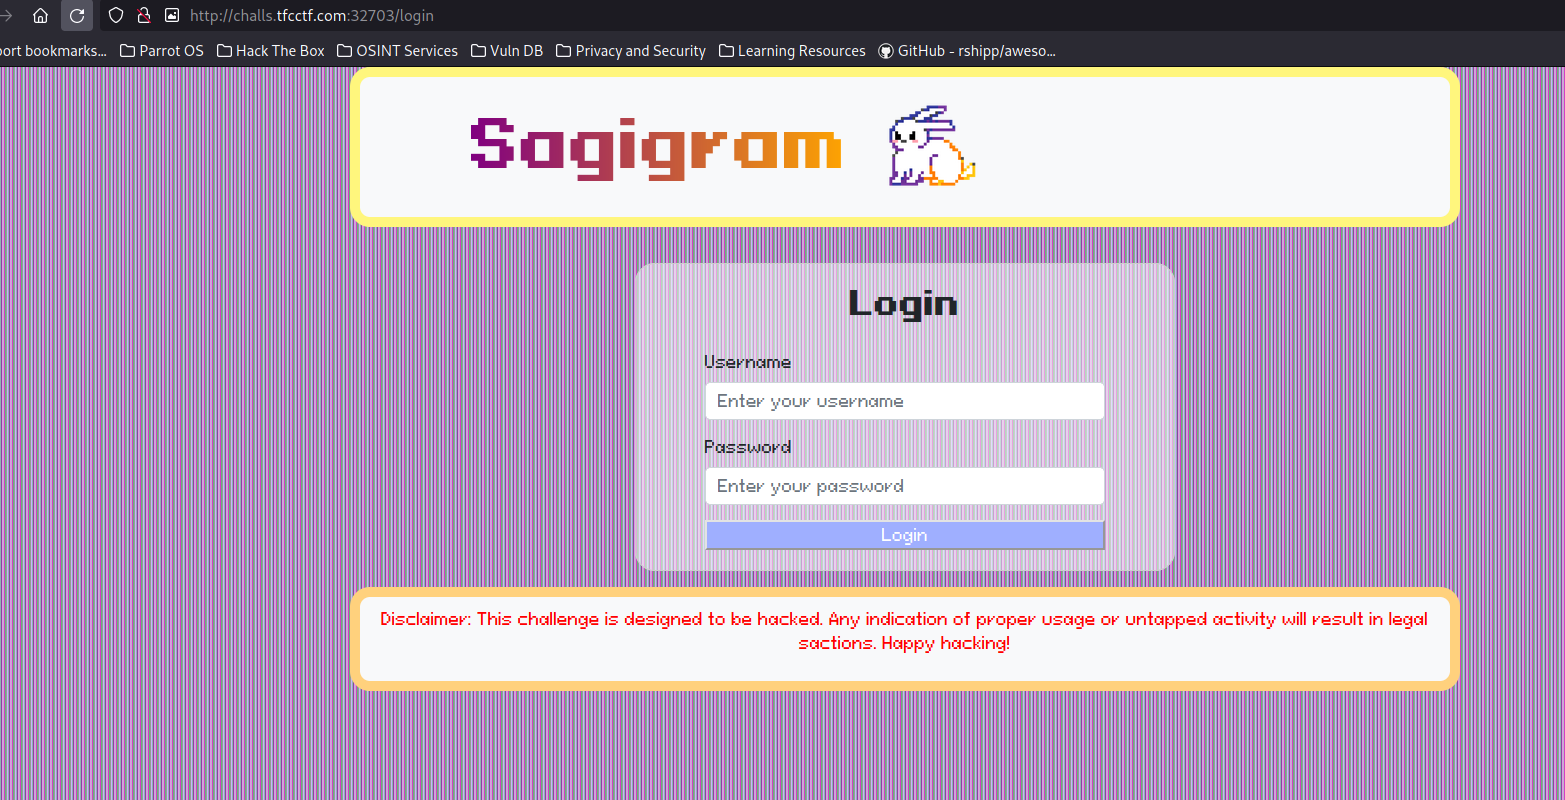 http://challs.tfcctf.com:32703/login
ort bookmarks... Parrot OS Hack The Box OSINT Services Vuln DB Privacy and Security Learning Resources GitHub - rshipp/aweso...
Sagigram
Login
Username
Enter your username
Password
Enter your password
Login
Disclaimer: This challenge is designed to be hacked. Any indication of proper usage or untapped activity will result in legal
sactions. Happy hacking!